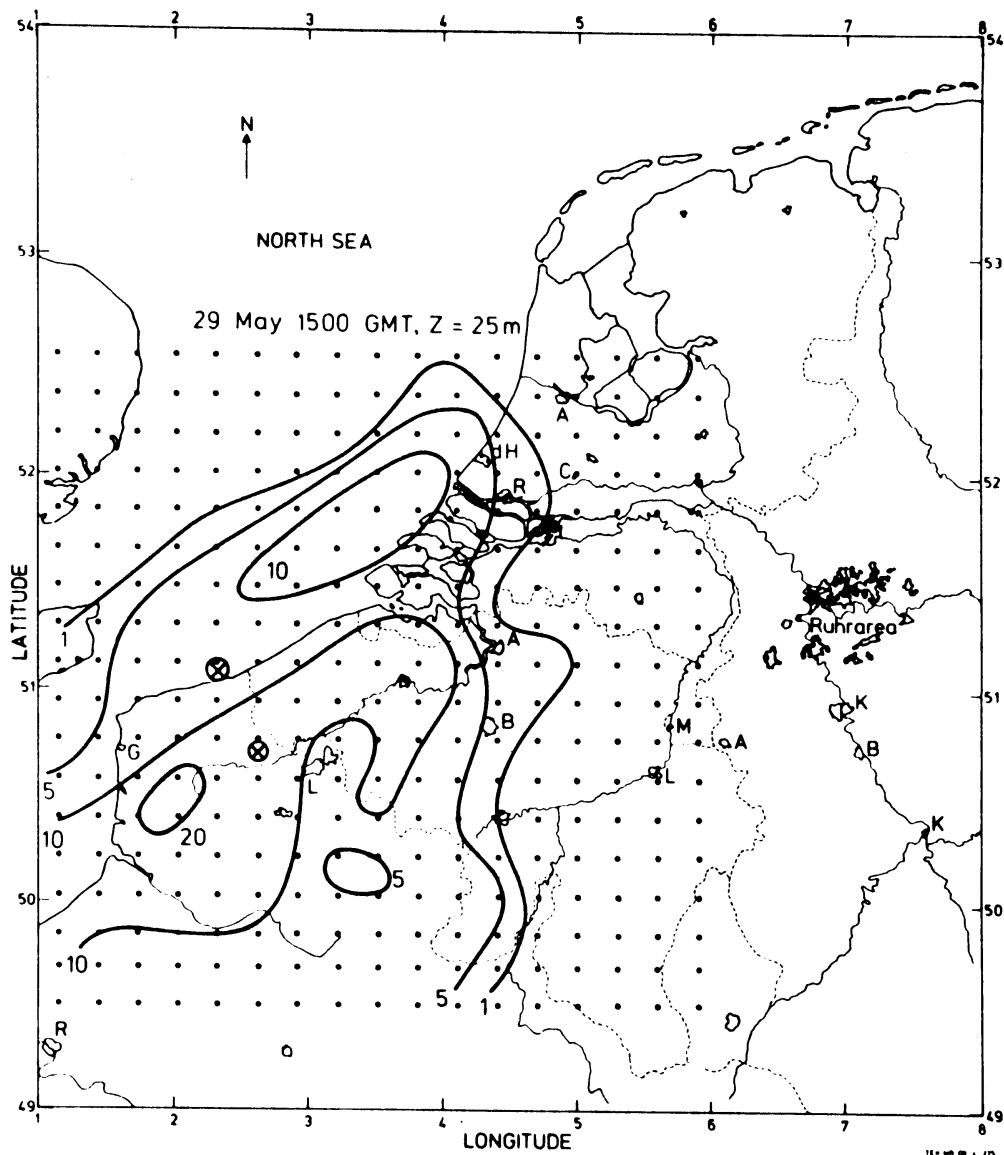 1 2 3 4 5 6 7 8
54 54
N
NORTH SEA
53 53
29 May 1500 GMT, Z = 25m
A
dH
C
52 R 52
10
Ruhrarea
LATITUDE
1
A
51 51
K
B M
G A B
5 L
L
10 20 K
5
50 50
10
5 1
R
49 49
1 2 3 4 5 6 7 8
LONGITUDE